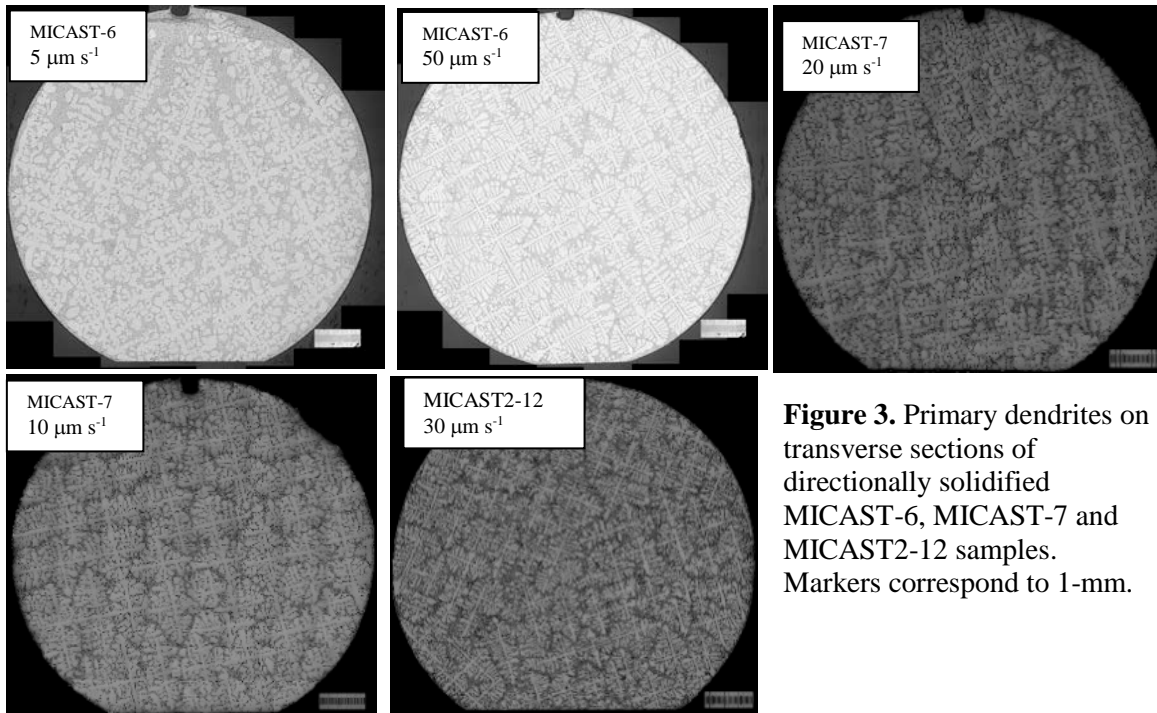 MICAST-6
5 μm s⁻¹
MICAST-6
50 μm s⁻¹
MICAST-7
20 μm s⁻¹
MICAST-7
10 μm s⁻¹
MICAST2-12
30 μm s⁻¹
Figure 3. Primary dendrites on
transverse sections of
directionally solidified
MICAST-6, MICAST-7 and
MICAST2-12 samples.
Markers correspond to 1-mm.